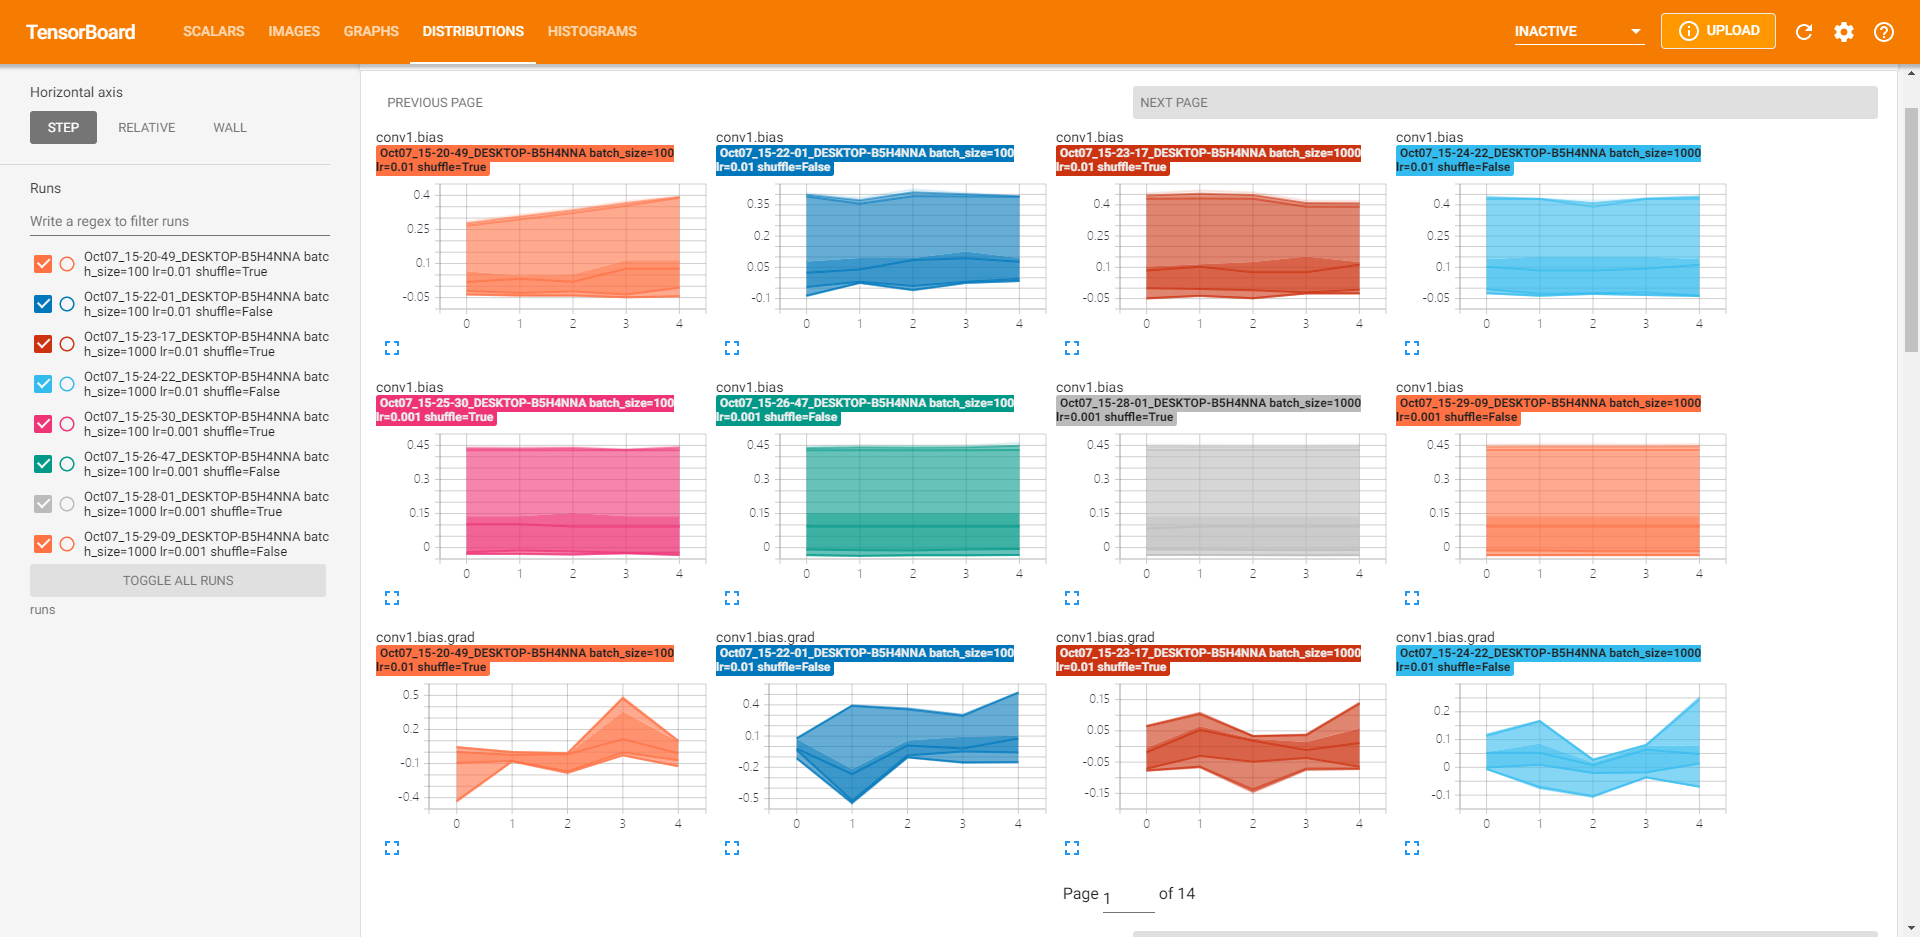 TensorBoard
SCALARS IMAGES GRAPHS DISTRIBUTIONS HISTOGRAMS
INACTIVE
UPLOAD
Horizontal axis
STEP RELATIVE WALL
Runs
Write a regex to filter runs
Oct07_15-20-49_DESKTOP-B5H4NNA batc
h_size=100 lr=0.01 shuffle=True
Oct07_15-22-01_DESKTOP-B5H4NNA batc
h_size=100 lr=0.01 shuffle=False
Oct07_15-23-17_DESKTOP-B5H4NNA batc
h_size=1000 lr=0.01 shuffle=True
Oct07_15-24-22_DESKTOP-B5H4NNA batc
h_size=1000 lr=0.01 shuffle=False
Oct07_15-25-30_DESKTOP-B5H4NNA batc
h_size=100 lr=0.001 shuffle=True
Oct07_15-26-47_DESKTOP-B5H4NNA batc
h_size=100 lr=0.001 shuffle=False
Oct07_15-28-01_DESKTOP-B5H4NNA batc
h_size=1000 lr=0.001 shuffle=True
Oct07_15-29-09_DESKTOP-B5H4NNA batc
h_size=1000 lr=0.001 shuffle=False
TOGGLE ALL RUNS
runs
PREVIOUS PAGE
NEXT PAGE
conv1.bias
Oct07_15-20-49_DESKTOP-B5H4NNA batch_size=100
lr=0.01 shuffle=True
0.4
0.25
0.1
-0.05
0 1 2 3 4
conv1.bias
Oct07_15-22-01_DESKTOP-B5H4NNA batch_size=100
lr=0.01 shuffle=False
0.35
0.2
0.05
-0.1
0 1 2 3 4
conv1.bias
Oct07_15-23-17_DESKTOP-B5H4NNA batch_size=1000
lr=0.01 shuffle=True
0.4
0.25
0.1
-0.05
0 1 2 3 4
conv1.bias
Oct07_15-24-22_DESKTOP-B5H4NNA batch_size=1000
lr=0.01 shuffle=False
0.4
0.25
0.1
-0.05
0 1 2 3 4
conv1.bias
Oct07_15-25-30_DESKTOP-B5H4NNA batch_size=100
lr=0.001 shuffle=True
0.45
0.3
0.15
0
0 1 2 3 4
conv1.bias
Oct07_15-26-47_DESKTOP-B5H4NNA batch_size=100
lr=0.001 shuffle=False
0.45
0.3
0.15
0
0 1 2 3 4
conv1.bias
Oct07_15-28-01_DESKTOP-B5H4NNA batch_size=1000
lr=0.001 shuffle=True
0.45
0.3
0.15
0
0 1 2 3 4
conv1.bias
Oct07_15-29-09_DESKTOP-B5H4NNA batch_size=1000
lr=0.001 shuffle=False
0.45
0.3
0.15
0
0 1 2 3 4
conv1.bias.grad
Oct07_15-20-49_DESKTOP-B5H4NNA batch_size=100
lr=0.01 shuffle=True
0.5
0.2
-0.1
-0.4
0 1 2 3 4
conv1.bias.grad
Oct07_15-22-01_DESKTOP-B5H4NNA batch_size=100
lr=0.01 shuffle=False
0.4
0.1
-0.2
-0.5
0 1 2 3 4
conv1.bias.grad
Oct07_15-23-17_DESKTOP-B5H4NNA batch_size=1000
lr=0.01 shuffle=True
0.15
0.05
-0.05
-0.15
0 1 2 3 4
conv1.bias.grad
Oct07_15-24-22_DESKTOP-B5H4NNA batch_size=1000
lr=0.01 shuffle=False
0.2
0.1
0
-0.1
0 1 2 3 4
Page 1 of 14